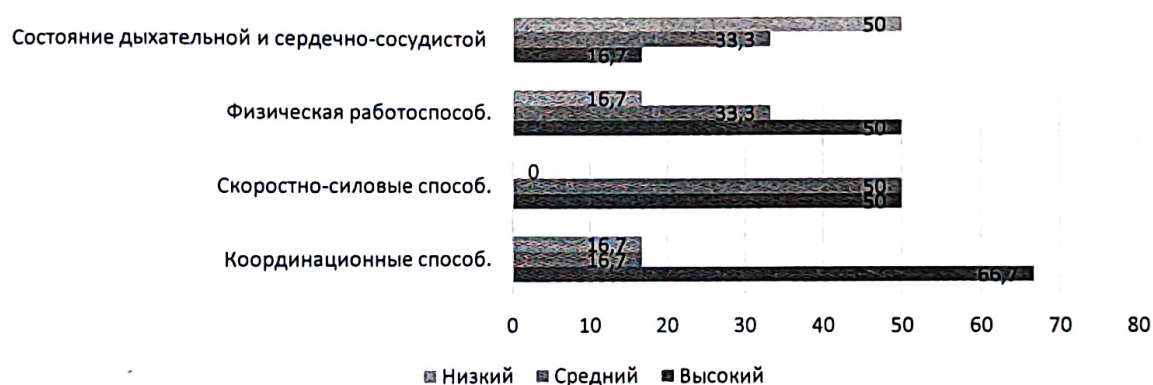 50
Состояние дыхательной и сердечно-сосудистой
33,3
16,7
16,7
Физическая работоспособ.
33,3
50
0
Скоростно-силовые способ.
50
50
16,7
Координационные способ.
16,7
66,7
0 10 20 30 40 50 60 70 80
Низкий Средний Высокий